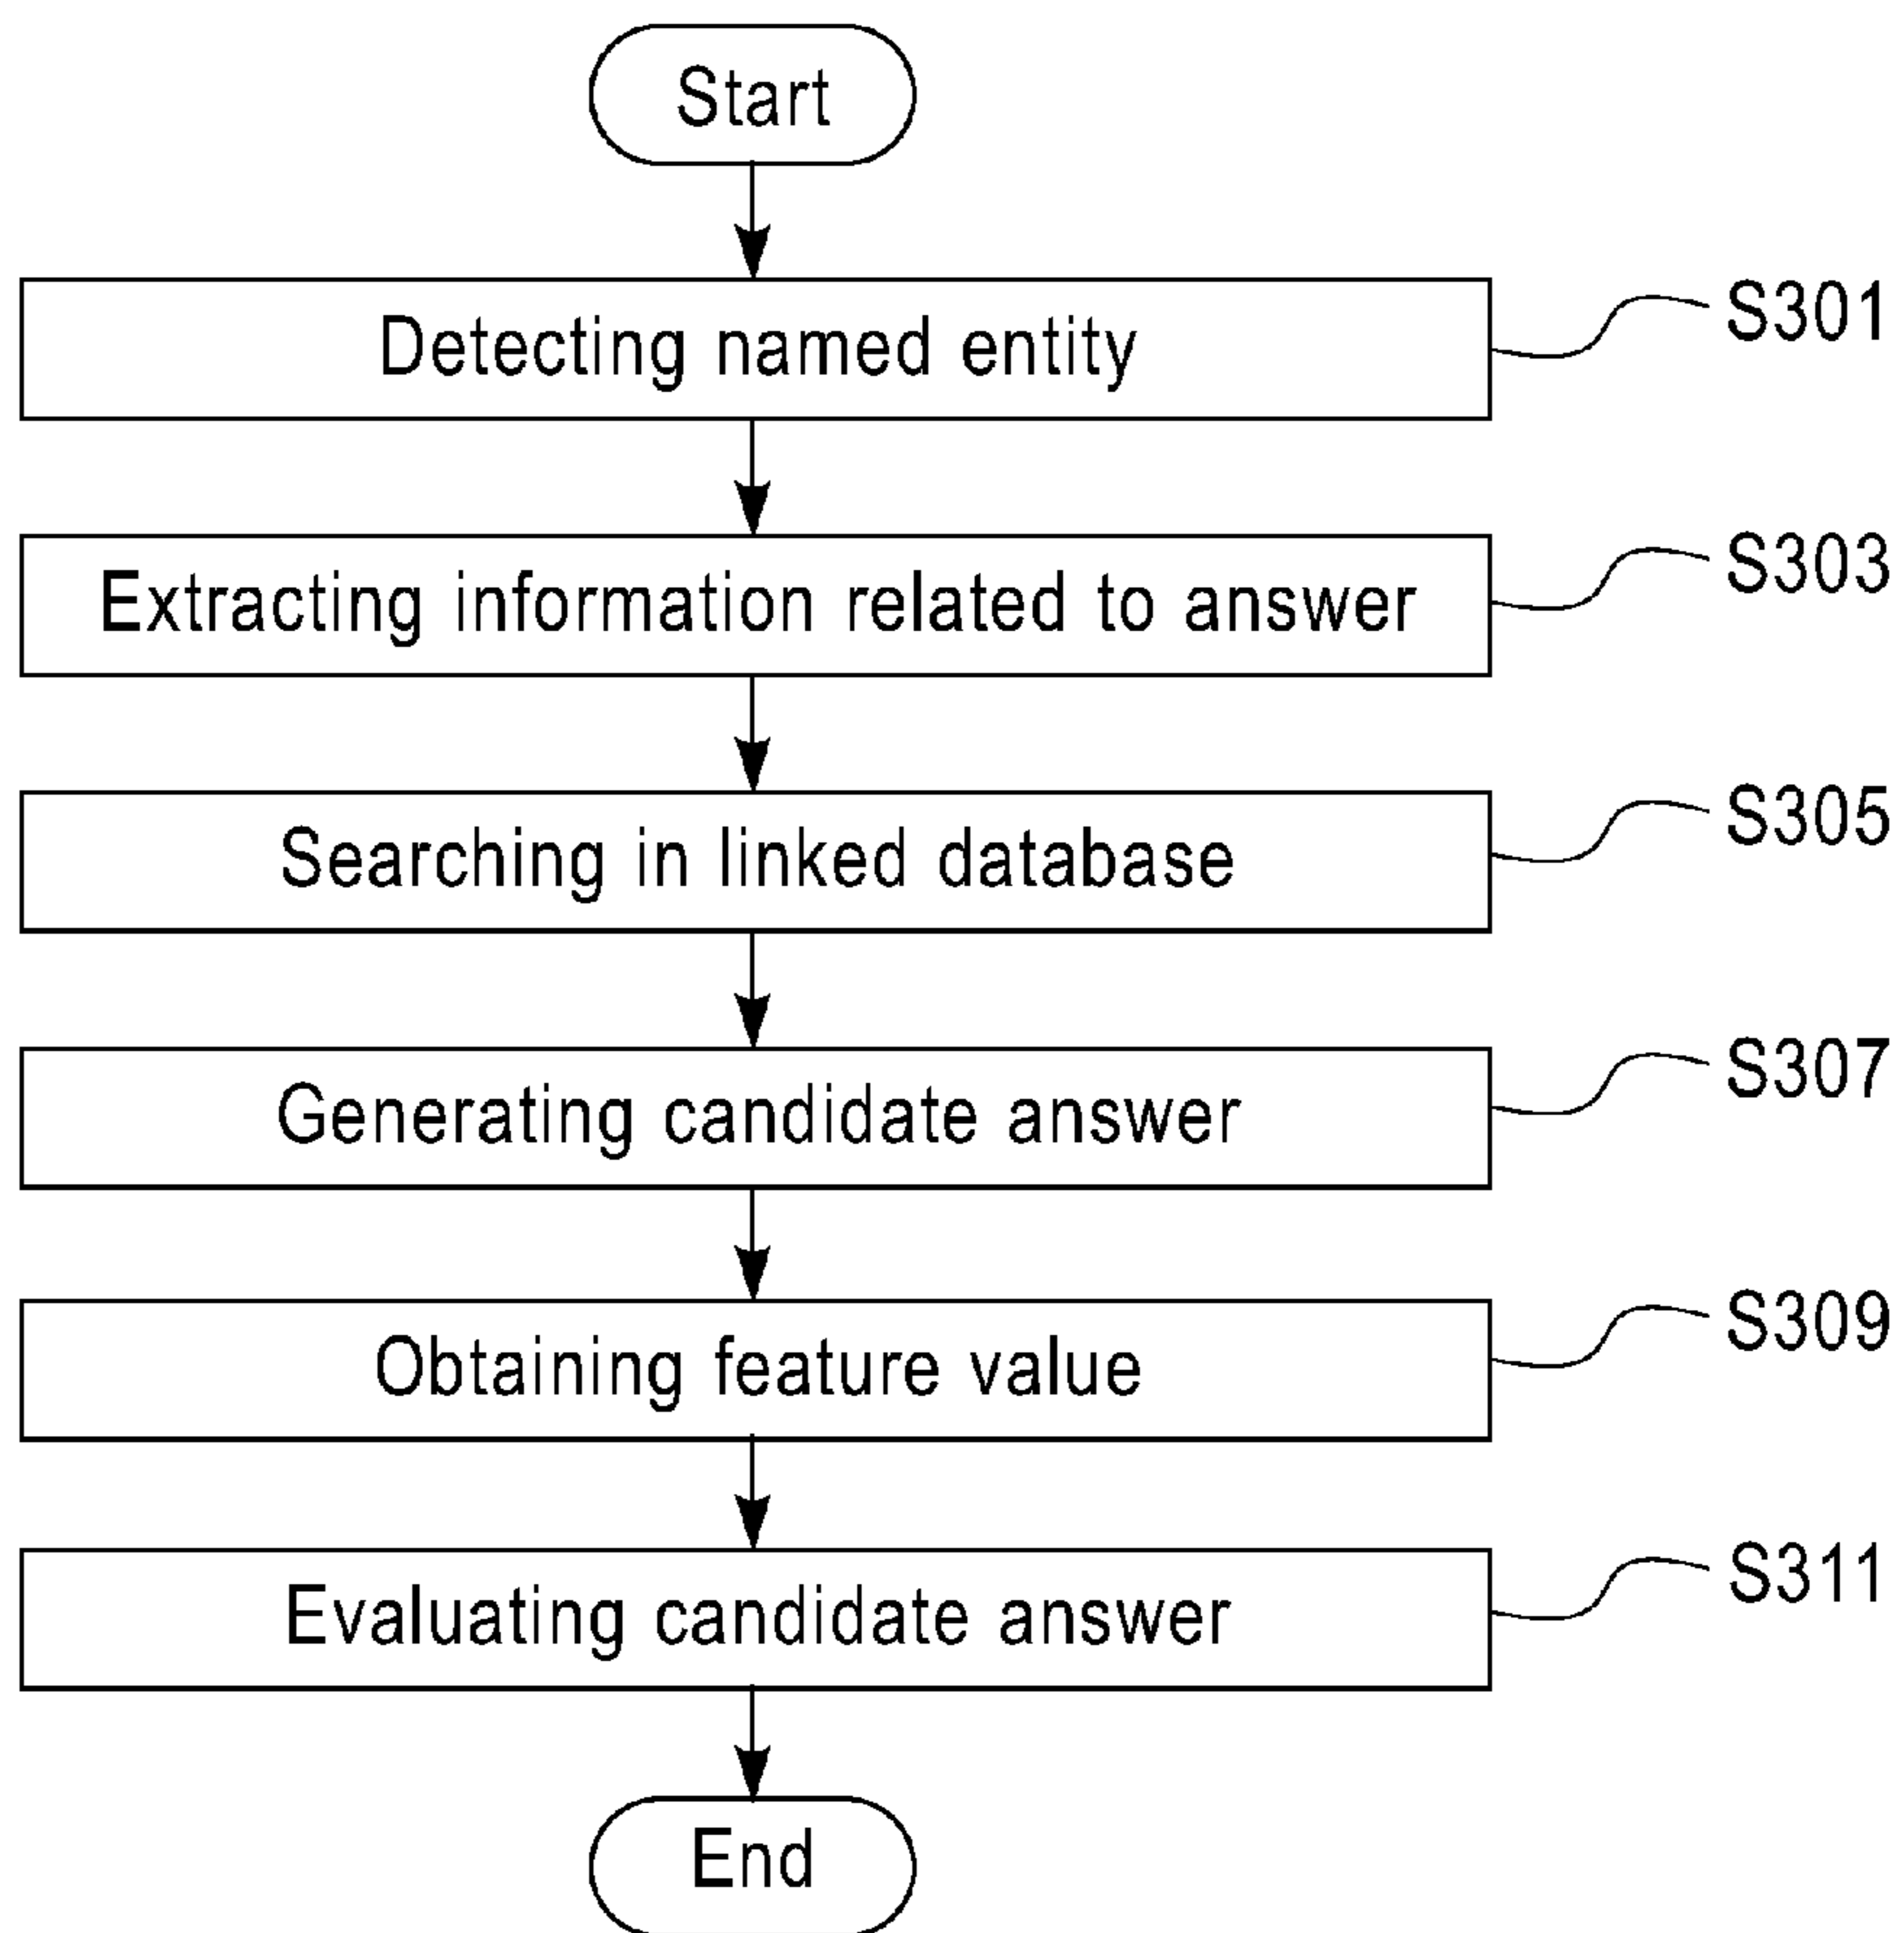 Start
Detecting named entity
S301
Extracting information related to answer
S303
Searching in linked database
S305
Generating candidate answer
S307
Obtaining feature value
S309
Evaluating candidate answer
S311
End